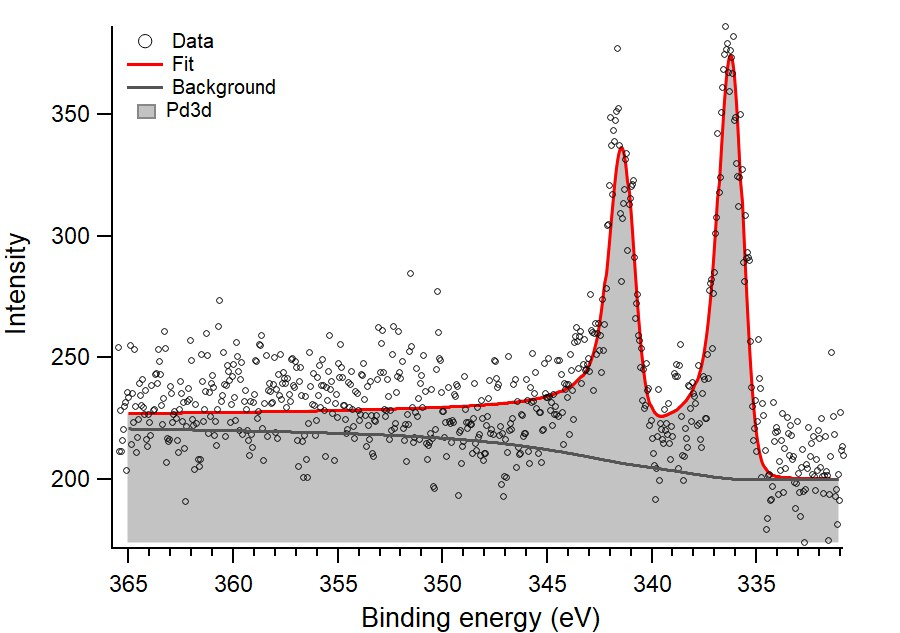 Data
Fit
Background
Pd3d
350
300
250
200
Intensity
365 360 355 350 345 340 335
Binding energy (eV)